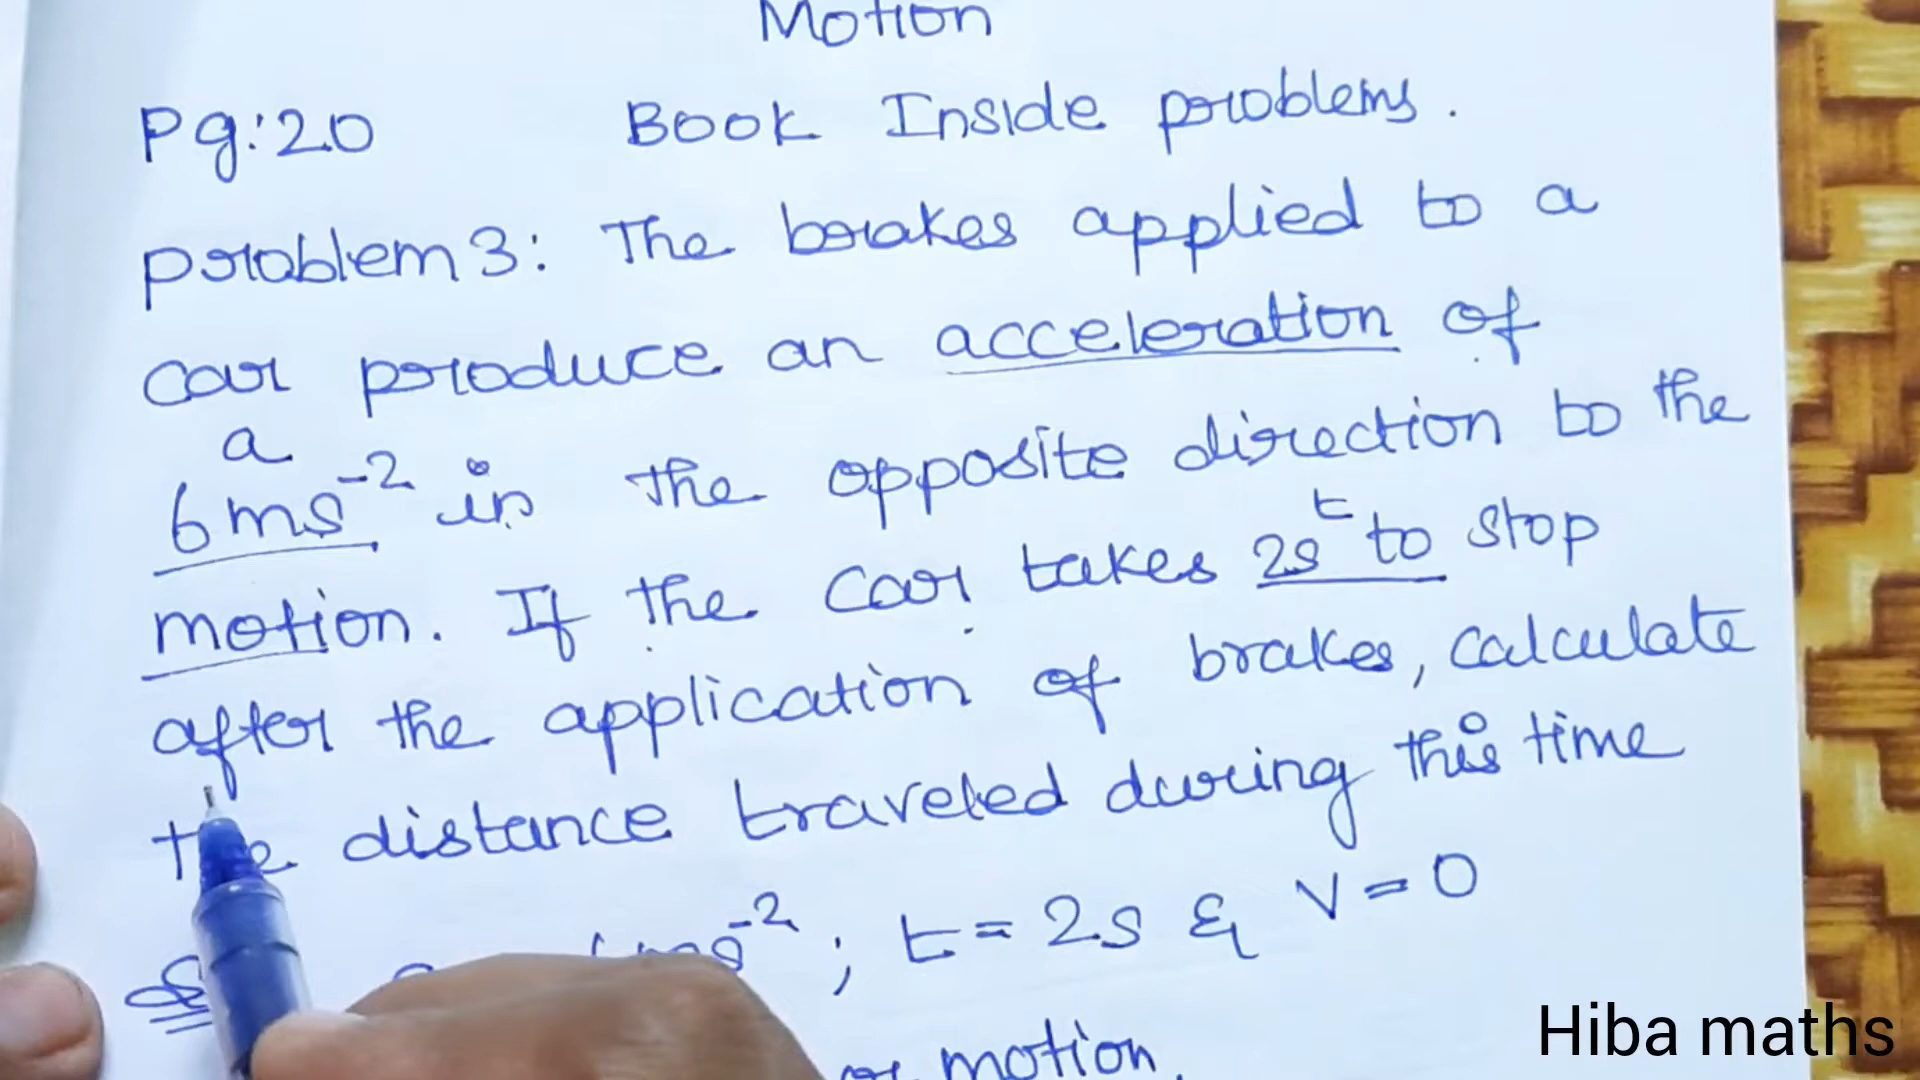 Motion
Pg:20 Book Inside problems.
problem 3: The brakes applied to a
car produce an acceleration of
a
6ms⁻² in the opposite direction to the
t
motion. If the car takes 2s to stop
after the application of brakes, calculate
the distance traveled during this time
ms⁻² ; t = 2s & V = 0
motion.
Hiba maths